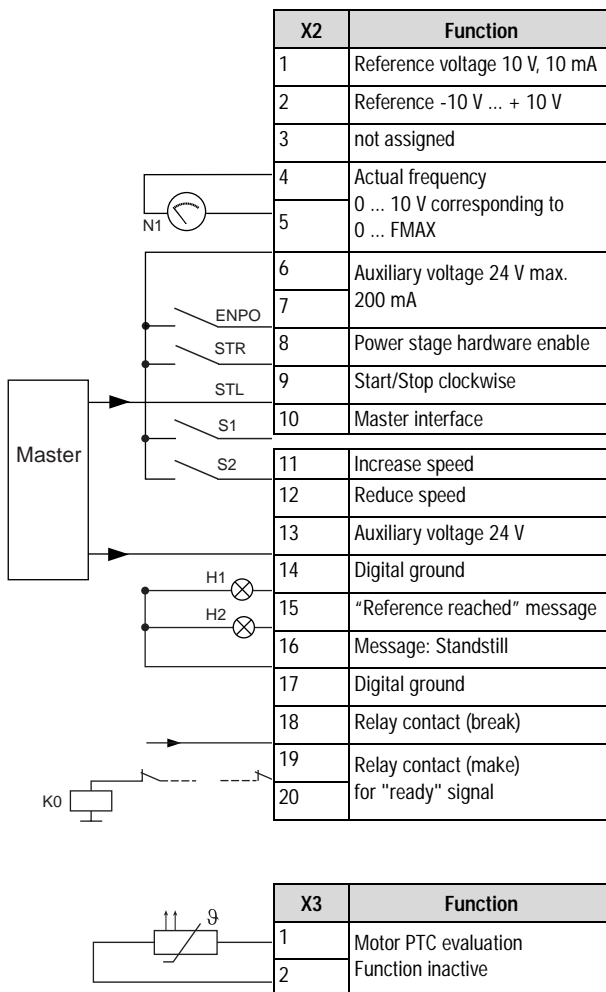 X2 Function
1 Reference voltage 10 V, 10 mA
2 Reference -10 V ... + 10 V
3 not assigned
4 Actual frequency
0 ... 10 V corresponding to
5 0 ... FMAX
N1
6 Auxiliary voltage 24 V max.
7 200 mA
ENPO
8 Power stage hardware enable
STR
9 Start/Stop clockwise
STL
10 Master interface
S1
Master
11 Increase speed
S2
12 Reduce speed
13 Auxiliary voltage 24 V
14 Digital ground
H1
15 “Reference reached” message
H2
16 Message: Standstill
17 Digital ground
18 Relay contact (break)
19 Relay contact (make)
20 for "ready" signal
K0
X3 Function
ϑ
1 Motor PTC evaluation
2 Function inactive